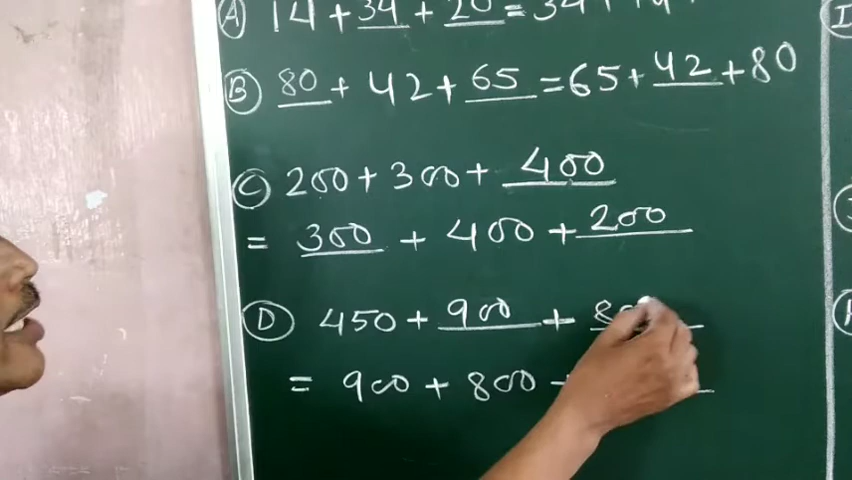 A 14 + 34 + 20 = 34 + 14 +
B 80 + 42 + 65 = 65 + 42 + 80
C 200 + 300 + 400
= 300 + 400 + 200
D 450 + 900 +
= 900 + 800 +